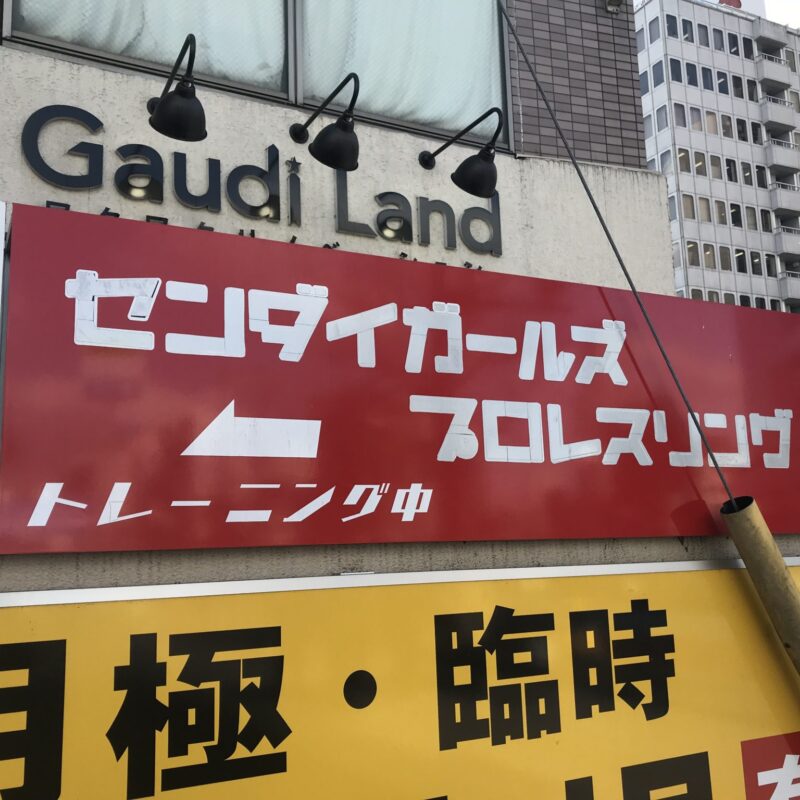 Gaudi Land
センダイガールズ
プロレスリング
トレーニング中
月極・臨時